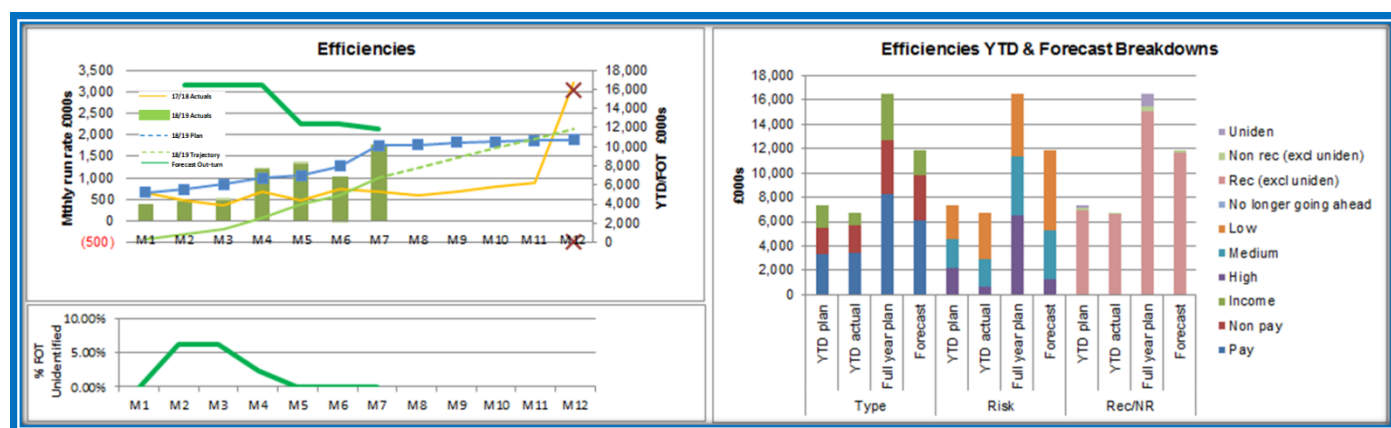 Efficiencies
Mthly run rate £000s
3,500
3,000
2,500
2,000
1,500
1,000
500
0
(500)
17/18 Actuals
18/19 Actuals
18/19 Plan
18/19 Trajectory
Forecast Out-turn
M1 M2 M3 M4 M5 M6 M7 M8 M9 M10 M11 M12
18,000
16,000
14,000
12,000
10,000
8,000
6,000
4,000
2,000
0
YTD/FOT £000s
% FOT
Unidentified
10.00%
5.00%
0.00%
M1 M2 M3 M4 M5 M6 M7 M8 M9 M10 M11 M12
Efficiencies YTD & Forecast Breakdowns
£000s
18,000
16,000
14,000
12,000
10,000
8,000
6,000
4,000
2,000
0
YTD plan
YTD actual
Full year plan
Forecast
YTD plan
YTD actual
Full year plan
Forecast
YTD plan
YTD actual
Full year plan
Forecast
Type Risk Rec/NR
Uniden
Non rec (excl uniden)
Rec (excl uniden)
No longer going ahead
Low
Medium
High
Income
Non pay
Pay